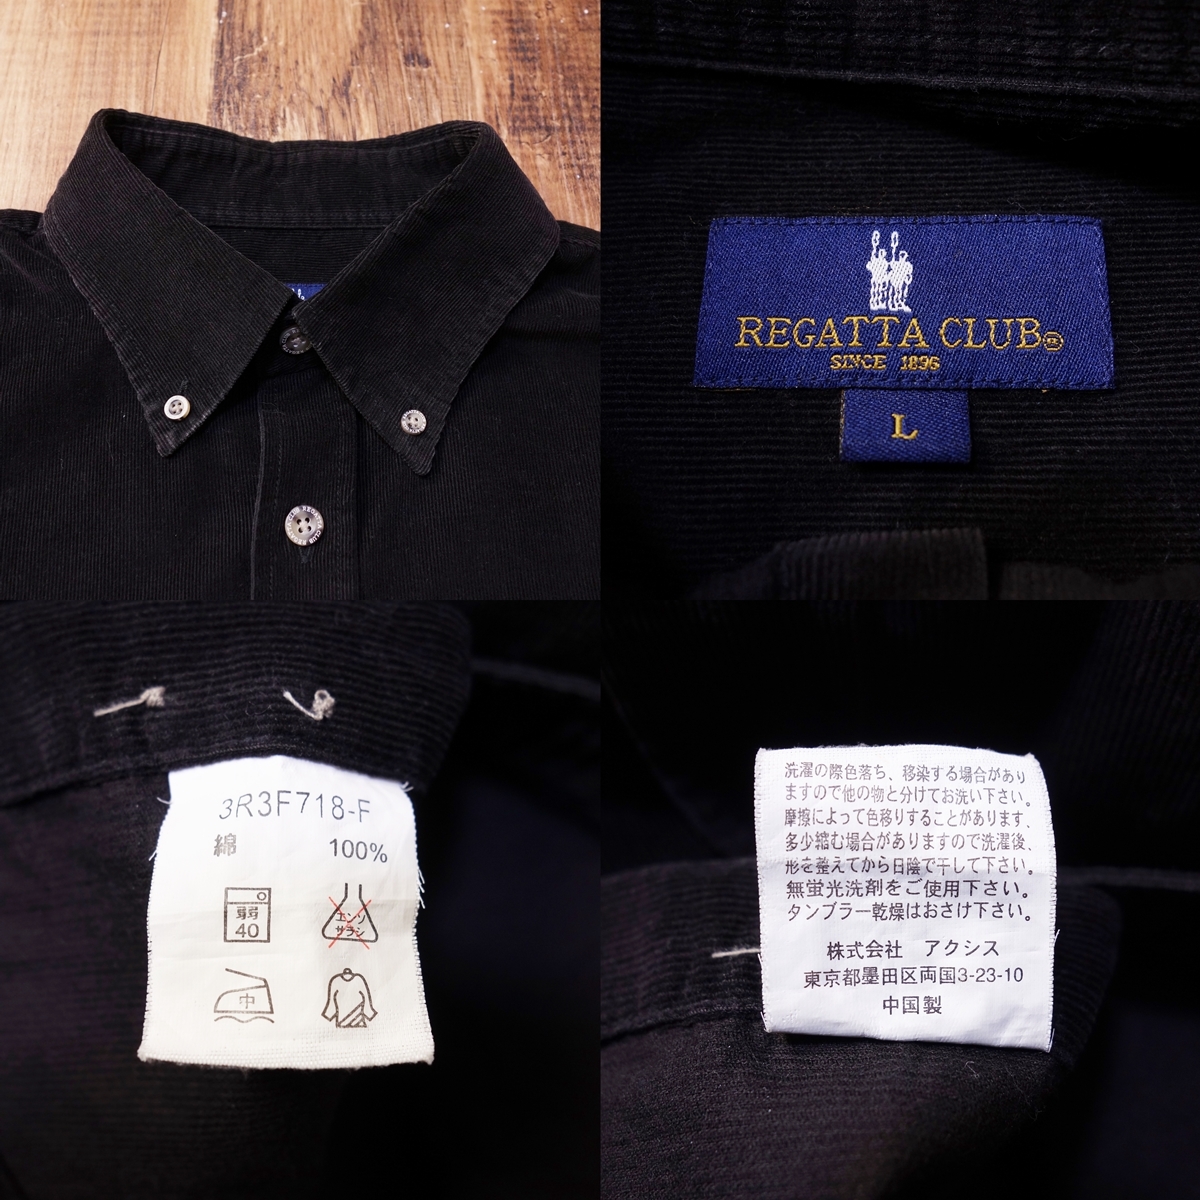 REGATTA CLUB
REGATTA CLUB®
SINCE 1896
L
3R3F718-F
綿 100%
弱
40
エンソ
サラシ
中
洗濯の際色落ち、移染する場合があり
ますので他の物と分けてお洗い下さい。
摩擦によって色移りすることがあります、
多少縮む場合がありますので洗濯後、
形を整えてから日陰で干して下さい。
無蛍光洗剤をご使用下さい。
タンブラー乾燥はおさけ下さい。
株式会社 アクシス
東京都墨田区両国3-23-10
中国製